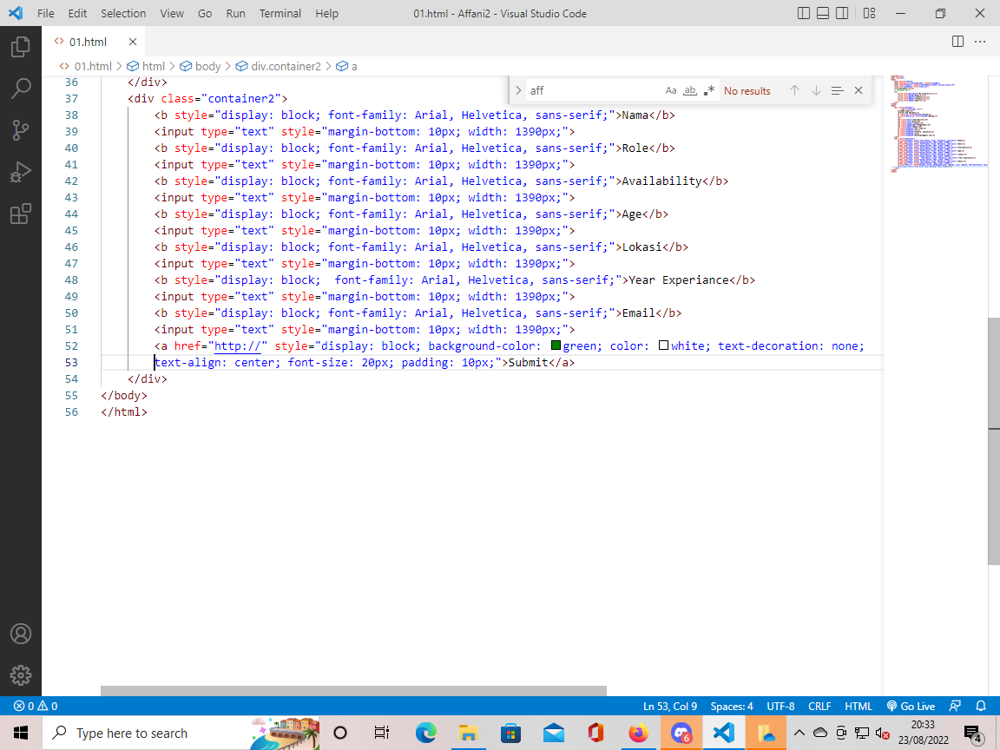 File Edit Selection View Go Run Terminal Help 01.html - Affani2 - Visual Studio Code
01.html
01.html > html > body > div.container2 > a
aff Aa ab No results
36 </div>
37 <div class="container2">
38 <b style="display: block; font-family: Arial, Helvetica, sans-serif;">Nama</b>
39 <input type="text" style="margin-bottom: 10px; width: 1390px;">
40 <b style="display: block; font-family: Arial, Helvetica, sans-serif;">Role</b>
41 <input type="text" style="margin-bottom: 10px; width: 1390px;">
42 <b style="display: block; font-family: Arial, Helvetica, sans-serif;">Availability</b>
43 <input type="text" style="margin-bottom: 10px; width: 1390px;">
44 <b style="display: block; font-family: Arial, Helvetica, sans-serif;">Age</b>
45 <input type="text" style="margin-bottom: 10px; width: 1390px;">
46 <b style="display: block; font-family: Arial, Helvetica, sans-serif;">Lokasi</b>
47 <input type="text" style="margin-bottom: 10px; width: 1390px;">
48 <b style="display: block;  font-family: Arial, Helvetica, sans-serif;">Year Experiance</b>
49 <input type="text" style="margin-bottom: 10px; width: 1390px;">
50 <b style="display: block; font-family: Arial, Helvetica, sans-serif;">Email</b>
51 <input type="text" style="margin-bottom: 10px; width: 1390px;">
52 <a href="http://" style="display: block; background-color: green; color: white; text-decoration: none;
53 text-align: center; font-size: 20px; padding: 10px;">Submit</a>
54 </div>
55 </body>
56 </html>
0 0 Ln 53, Col 9 Spaces: 4 UTF-8 CRLF HTML Go Live
Type here to search 6 20:33
23/08/2022 4